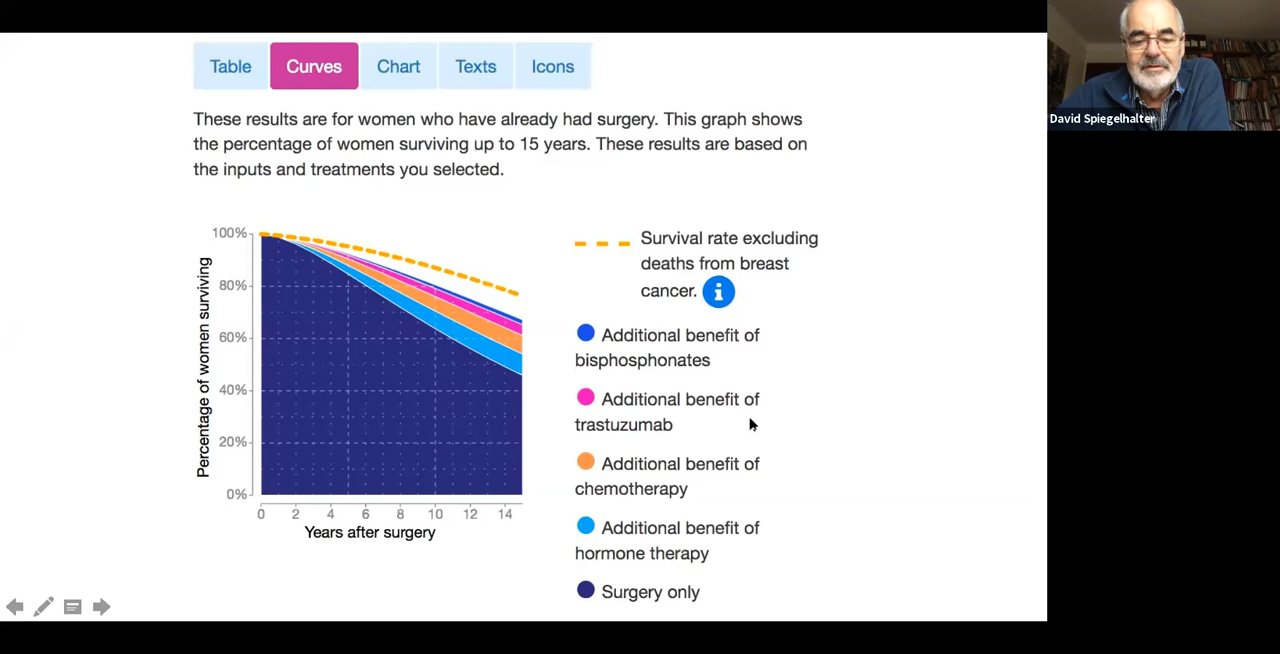 Table Curves Chart Texts Icons
David Spiegelhalter
These results are for women who have already had surgery. This graph shows
the percentage of women surviving up to 15 years. These results are based on
the inputs and treatments you selected.
Percentage of women surviving
100%
80%
60%
40%
20%
0%
0 2 4 6 8 10 12 14
Years after surgery
Survival rate excluding
deaths from breast
cancer. i
Additional benefit of
bisphosphonates
Additional benefit of
trastuzumab
Additional benefit of
chemotherapy
Additional benefit of
hormone therapy
Surgery only